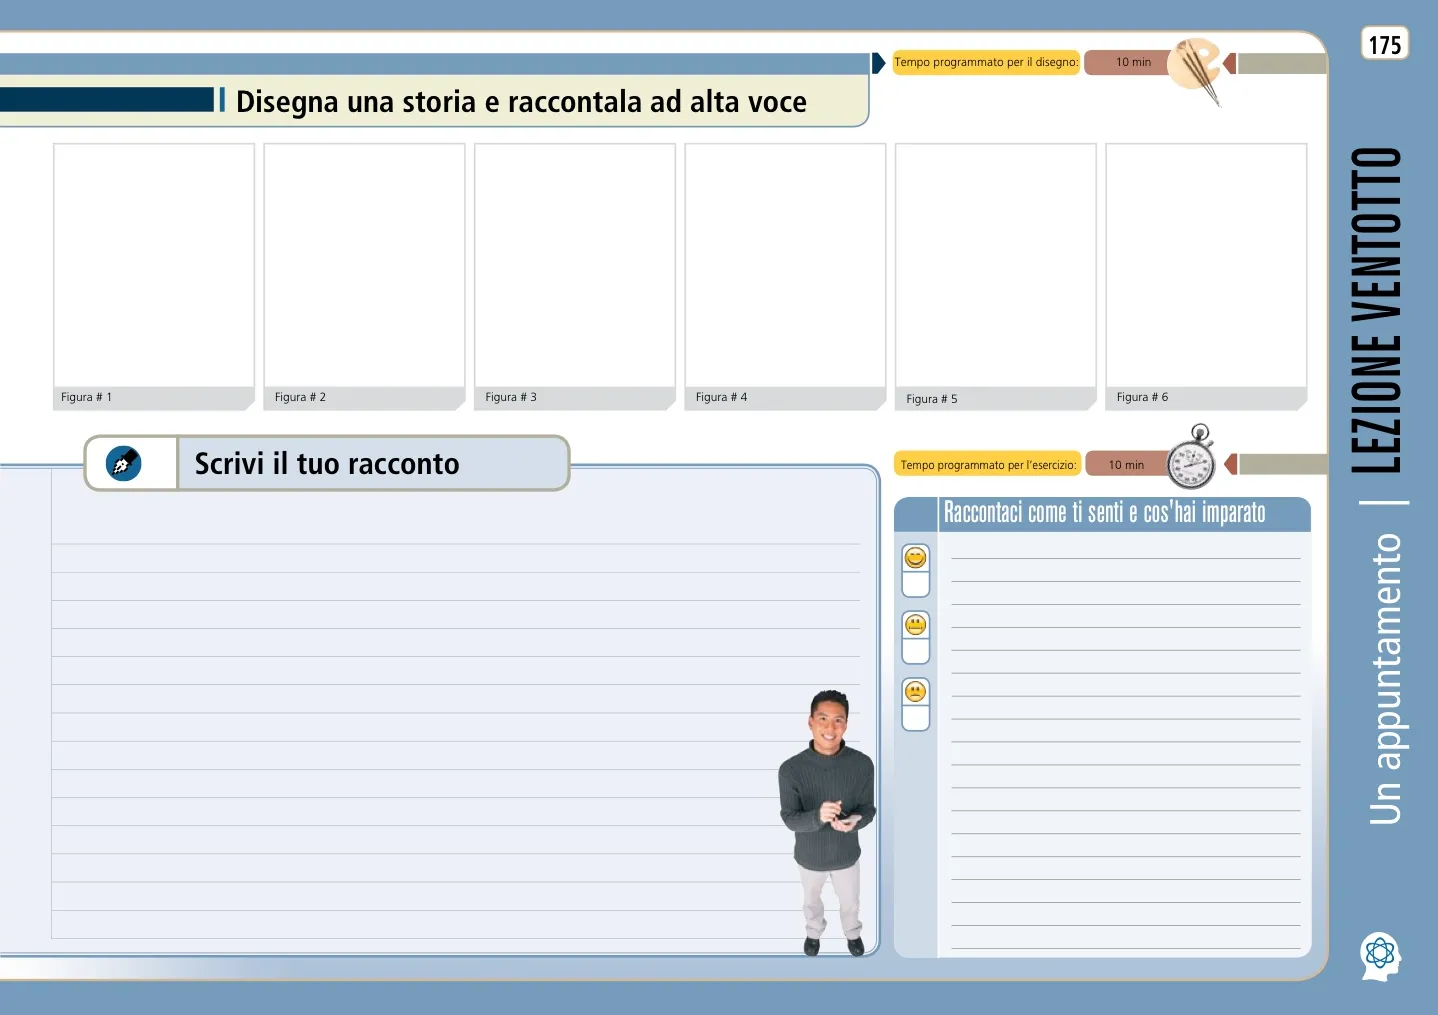 175
Tempo programmato per il disegno:
10 min
Disegna una storia e raccontala ad alta voce
Figura # 1
Figura # 2
Figura # 3
Figura # 4
Figura # 5
Figura # 6
Scrivi il tuo racconto
Tempo programmato per l'esercizio:
10 min
Raccontaci come ti senti e cos'hai imparato
Un appuntamento | LEZIONE VENTOTTO